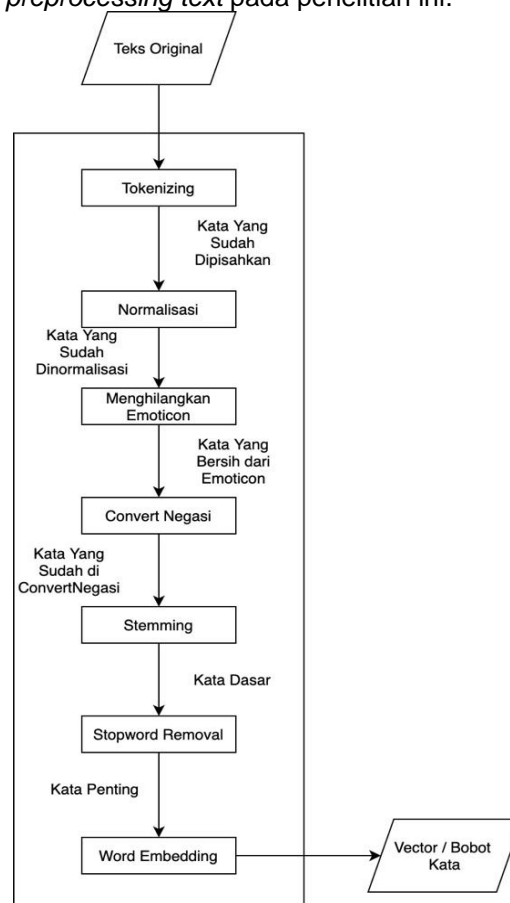 preprocessing text pada penelitian ini.
Teks Original
Tokenizing
Kata Yang
Sudah
Dipisahkan
Normalisasi
Kata Yang
Sudah
Dinormalisasi
Menghilangkan
Emoticon
Kata Yang
Bersih dari
Emoticon
Convert Negasi
Kata Yang
Sudah di
ConvertNegasi
Stemming
Kata Dasar
Stopword Removal
Kata Penting
Word Embedding
Vector / Bobot
Kata